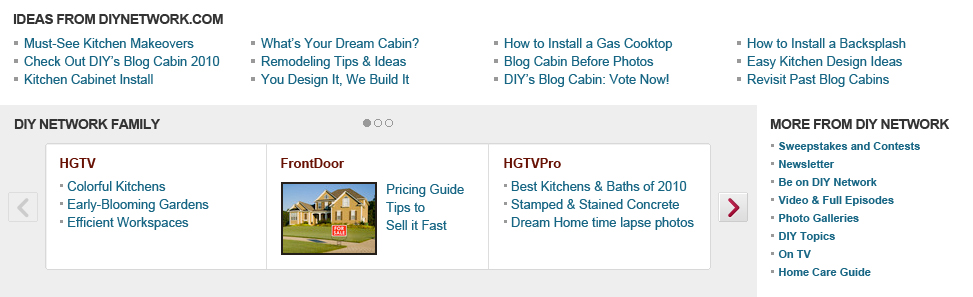 IDEAS FROM DIYNETWORK.COM
Must-See Kitchen Makeovers
Check Out DIY's Blog Cabin 2010
Kitchen Cabinet Install
What's Your Dream Cabin?
Remodeling Tips & Ideas
You Design It, We Build It
How to Install a Gas Cooktop
Blog Cabin Before Photos
DIY's Blog Cabin: Vote Now!
How to Install a Backsplash
Easy Kitchen Design Ideas
Revisit Past Blog Cabins
DIY NETWORK FAMILY
HGTV
Colorful Kitchens
Early-Blooming Gardens
Efficient Workspaces
FrontDoor
FOR SALE
Pricing Guide
Tips to
Sell it Fast
HGTVPro
Best Kitchens & Baths of 2010
Stamped & Stained Concrete
Dream Home time lapse photos
MORE FROM DIY NETWORK
Sweepstakes and Contests
Newsletter
Be on DIY Network
Video & Full Episodes
Photo Galleries
DIY Topics
On TV
Home Care Guide